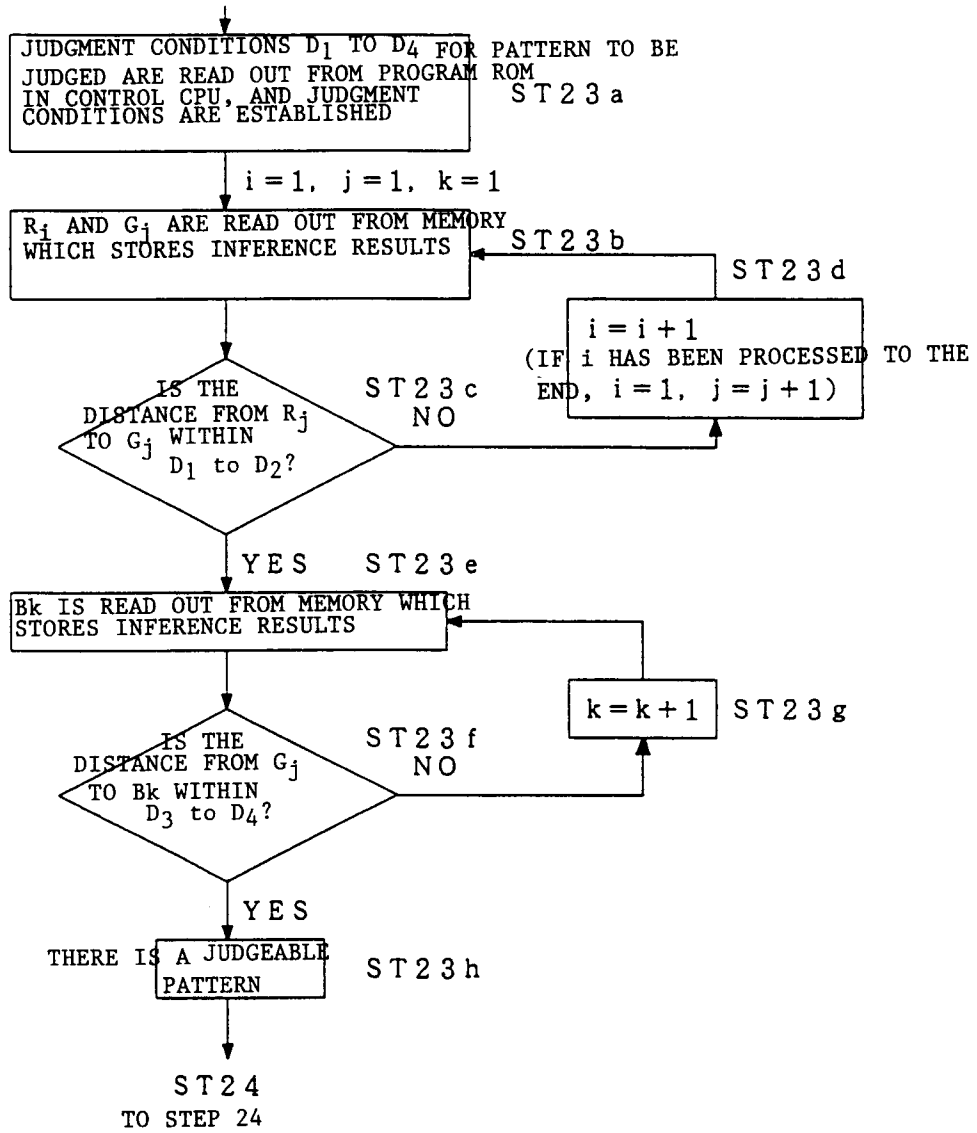 JUDGMENT CONDITIONS D1 TO D4 FOR PATTERN TO BE
JUDGED ARE READ OUT FROM PROGRAM ROM
IN CONTROL CPU, AND JUDGMENT
CONDITIONS ARE ESTABLISHED
ST23a
i=1, j=1, k=1
Ri AND Gj ARE READ OUT FROM MEMORY
WHICH STORES INFERENCE RESULTS
ST23b
ST23d
i=i+1
(IF i HAS BEEN PROCESSED TO THE
END, i=1, j=j+1)
IS THE
DISTANCE FROM Rj
TO Gj WITHIN
D1 to D2?
ST23c
NO
YES
ST23e
Bk IS READ OUT FROM MEMORY WHICH
STORES INFERENCE RESULTS
k=k+1
ST23g
IS THE
DISTANCE FROM Gj
TO Bk WITHIN
D3 to D4?
ST23f
NO
YES
THERE IS A JUDGEABLE
PATTERN
ST23h
ST24
TO STEP 24